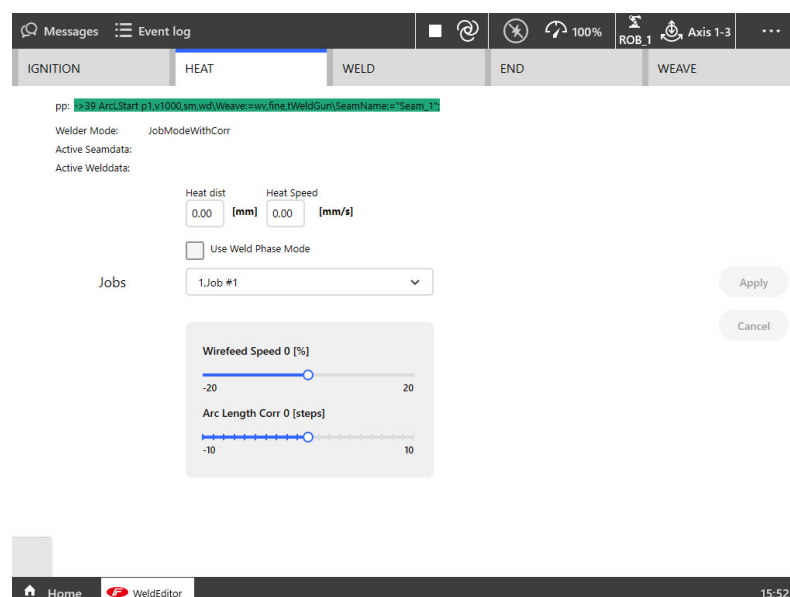 Messages Event log 100% ROB_1 Axis 1-3 ...
IGNITION HEAT WELD END WEAVE
pp: ->39 ArcLStart p1,v1000,sm,wd\Weave:=wv,fine,tWeldGun\SeamName:="Seam_1";
Welder Mode: JobModeWithCorr
Active Seamdata:
Active Welddata:
Heat dist Heat Speed
0.00 [mm] 0.00 [mm/s]
Use Weld Phase Mode
Jobs 1,Job #1 Apply
Cancel
Wirefeed Speed 0 [%]
-20 20
Arc Length Corr 0 [steps]
-10 10
Home WeldEditor 15:52